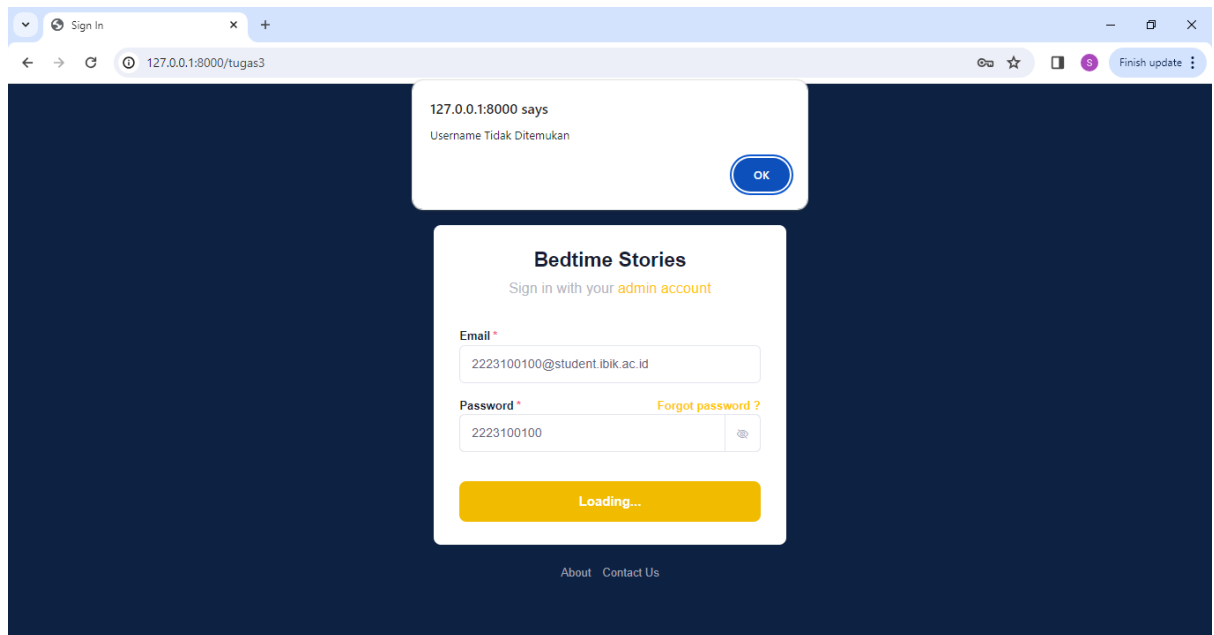 Sign In
127.0.0.1:8000/tugas3
S
Finish update
127.0.0.1:8000 says
Username Tidak Ditemukan
OK
Bedtime Stories
Sign in with your admin account
Email *
2223100100@student.ibik.ac.id
Password * Forgot password ?
2223100100
Loading...
About Contact Us